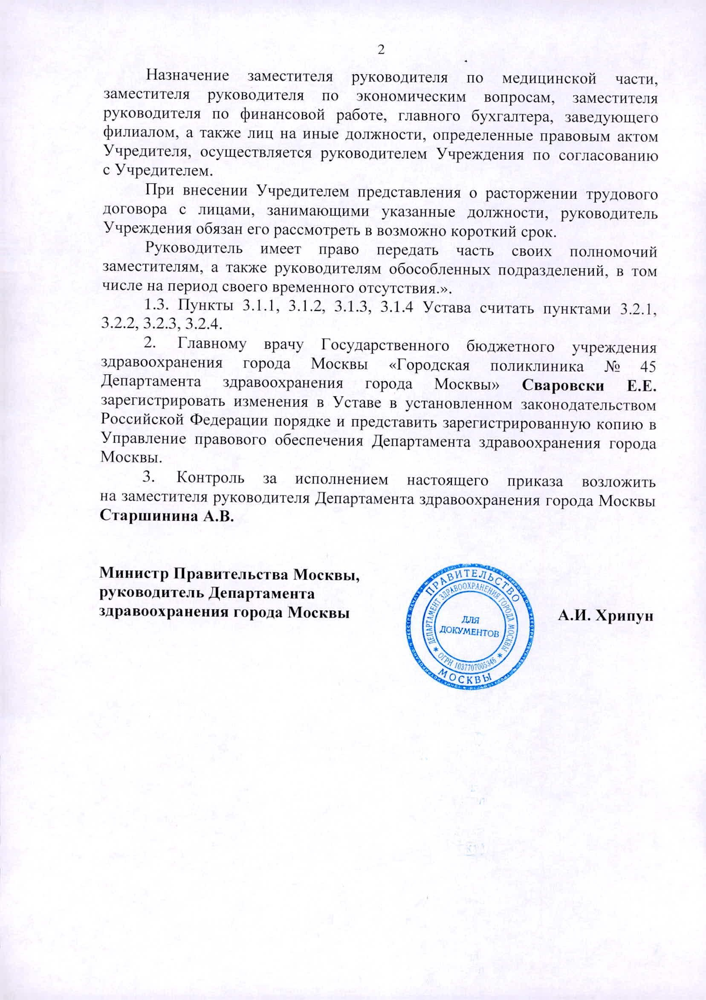 2
Назначение заместителя руководителя по медицинской части,
заместителя руководителя по экономическим вопросам, заместителя
руководителя по финансовой работе, главного бухгалтера, заведующего
филиалом, а также лиц на иные должности, определенные правовым актом
Учредителя, осуществляется руководителем Учреждения по согласованию
с Учредителем.
При внесении Учредителем представления о расторжении трудового
договора с лицами, занимающими указанные должности, руководитель
Учреждения обязан его рассмотреть в возможно короткий срок.
Руководитель имеет право передать часть своих полномочий
заместителям, а также руководителям обособленных подразделений, в том
числе на период своего временного отсутствия.».
1.3. Пункты 3.1.1, 3.1.2, 3.1.3, 3.1.4 Устава считать пунктами 3.2.1,
3.2.2, 3.2.3, 3.2.4.
2. Главному врачу Государственного бюджетного учреждения
здравоохранения города Москвы «Городская поликлиника № 45
Департамента здравоохранения города Москвы» Сваровски Е.Е.
зарегистрировать изменения в Уставе в установленном законодательством
Российской Федерации порядке и представить зарегистрированную копию в
Управление правового обеспечения Департамента здравоохранения города
Москвы.
3. Контроль за исполнением настоящего приказа возложить
на заместителя руководителя Департамента здравоохранения города Москвы
Старшинина А.В.
Министр Правительства Москвы,
руководитель Департамента
здравоохранения города Москвы
А.И. Хрипун
ПРАВИТЕЛЬСТВО
МОСКВЫ
ДЕПАРТАМЕНТ ЗДРАВООХРАНЕНИЯ ГОРОДА МОСКВЫ
* ОГРН 1037707005346 *
ДЛЯ
ДОКУМЕНТОВ